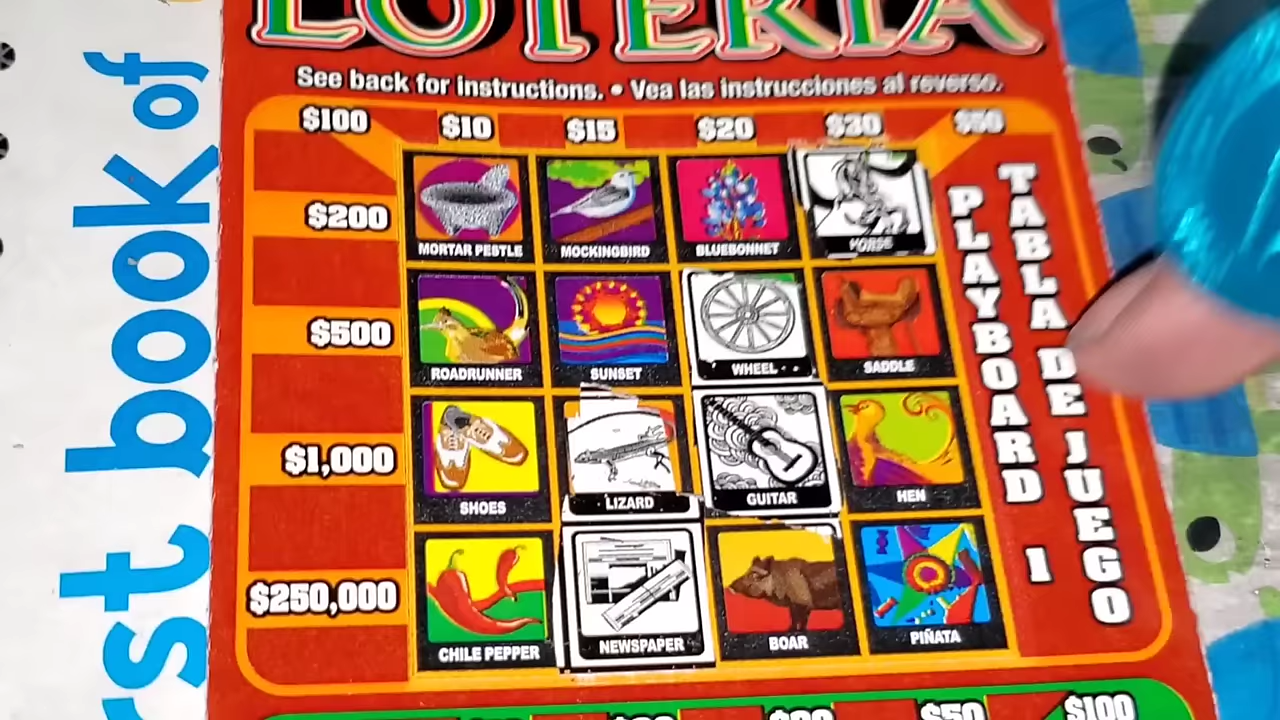 LOTERIA
See back for instructions. • Vea las instrucciones al reverso.
$100 $10 $15 $20 $30 $50
$200
$500
$1,000
$250,000
MORTAR PESTLE MOCKINGBIRD BLUEBONNET HORSE
ROADRUNNER SUNSET WHEEL SADDLE
SHOES LIZARD GUITAR HEN
CHILE PEPPER NEWSPAPER BOAR PIÑATA
TABLA DE JUEGO
PLAYBOARD 1
book of
$50 $100